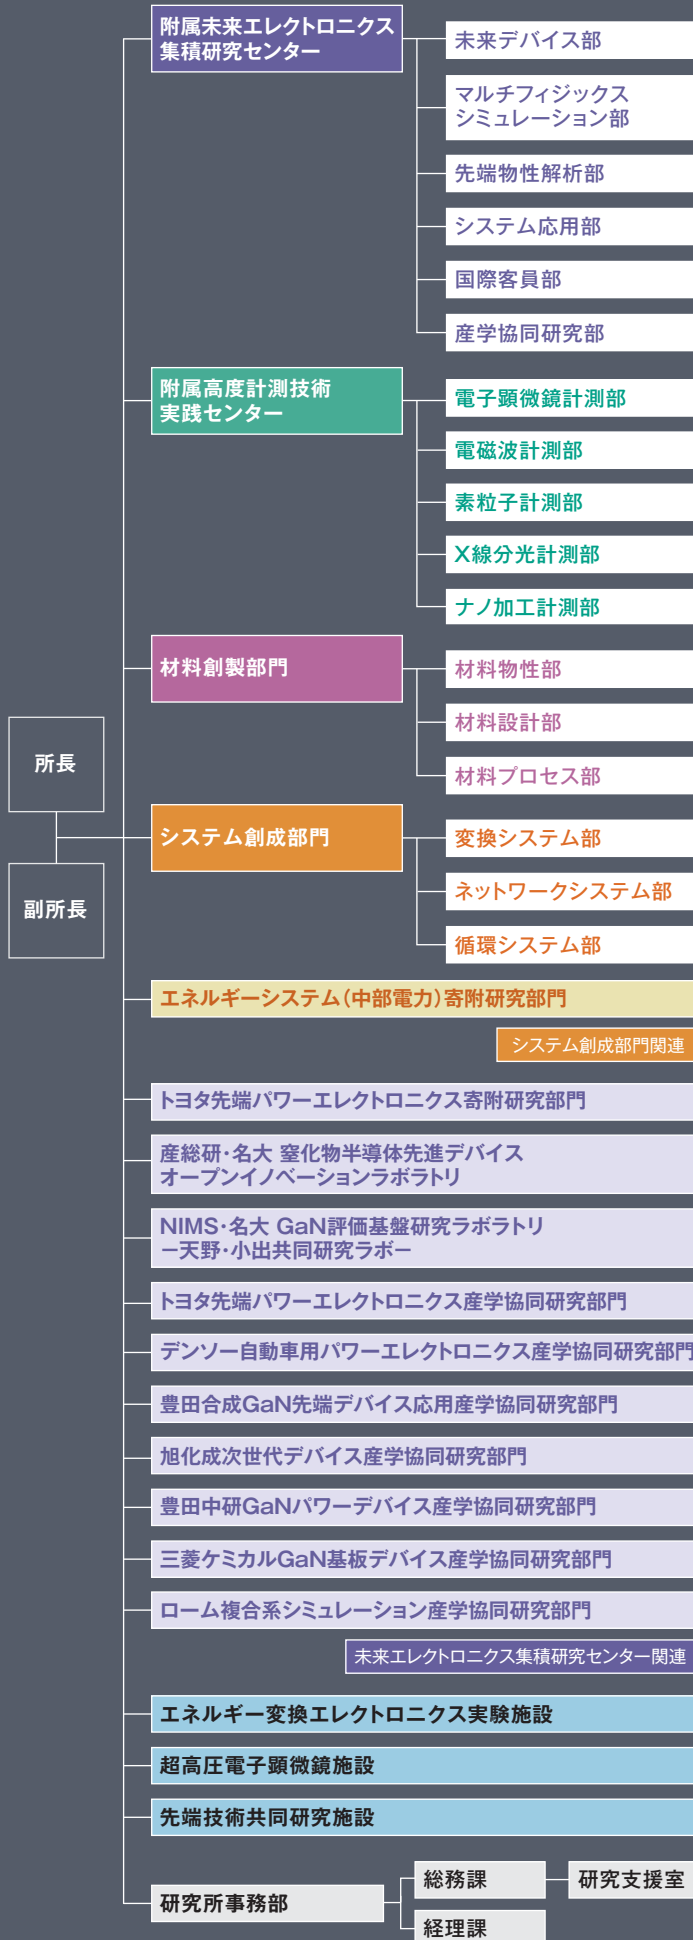 附属未来エレクトロニクス
集積研究センター
未来デバイス部
マルチフィジックス
シミュレーション部
先端物性解析部
システム応用部
国際客員部
産学協同研究部
附属高度計測技術
実践センター
電子顕微鏡計測部
電磁波計測部
素粒子計測部
X線分光計測部
ナノ加工計測部
材料創製部門
材料物性部
材料設計部
材料プロセス部
所長
副所長
システム創成部門
変換システム部
ネットワークシステム部
循環システム部
エネルギーシステム(中部電力)寄附研究部門
システム創成部門関連
トヨタ先端パワーエレクトロニクス寄附研究部門
産総研・名大 窒化物半導体先進デバイス
オープンイノベーションラボラトリ
NIMS・名大 GaN評価基盤研究ラボラトリ
ー天野・小出共同研究ラボー
トヨタ先端パワーエレクトロニクス産学協同研究部門
デンソー自動車用パワーエレクトロニクス産学協同研究部門
豊田合成GaN先端デバイス応用産学協同研究部門
旭化成次世代デバイス産学協同研究部門
豊田中研GaNパワーデバイス産学協同研究部門
三菱ケミカルGaN基板デバイス産学協同研究部門
ローム複合系シミュレーション産学協同研究部門
未来エレクトロニクス集積研究センター関連
エネルギー変換エレクトロニクス実験施設
超高圧電子顕微鏡施設
先端技術共同研究施設
研究所事務部
総務課
研究支援室
経理課